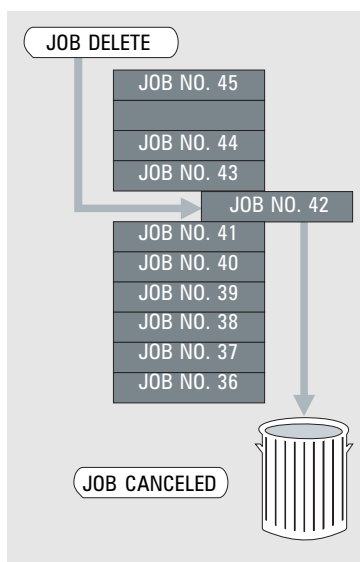 JOB DELETE
JOB NO. 45
JOB NO. 44
JOB NO. 43
JOB NO. 42
JOB NO. 41
JOB NO. 40
JOB NO. 39
JOB NO. 38
JOB NO. 37
JOB NO. 36
JOB CANCELED